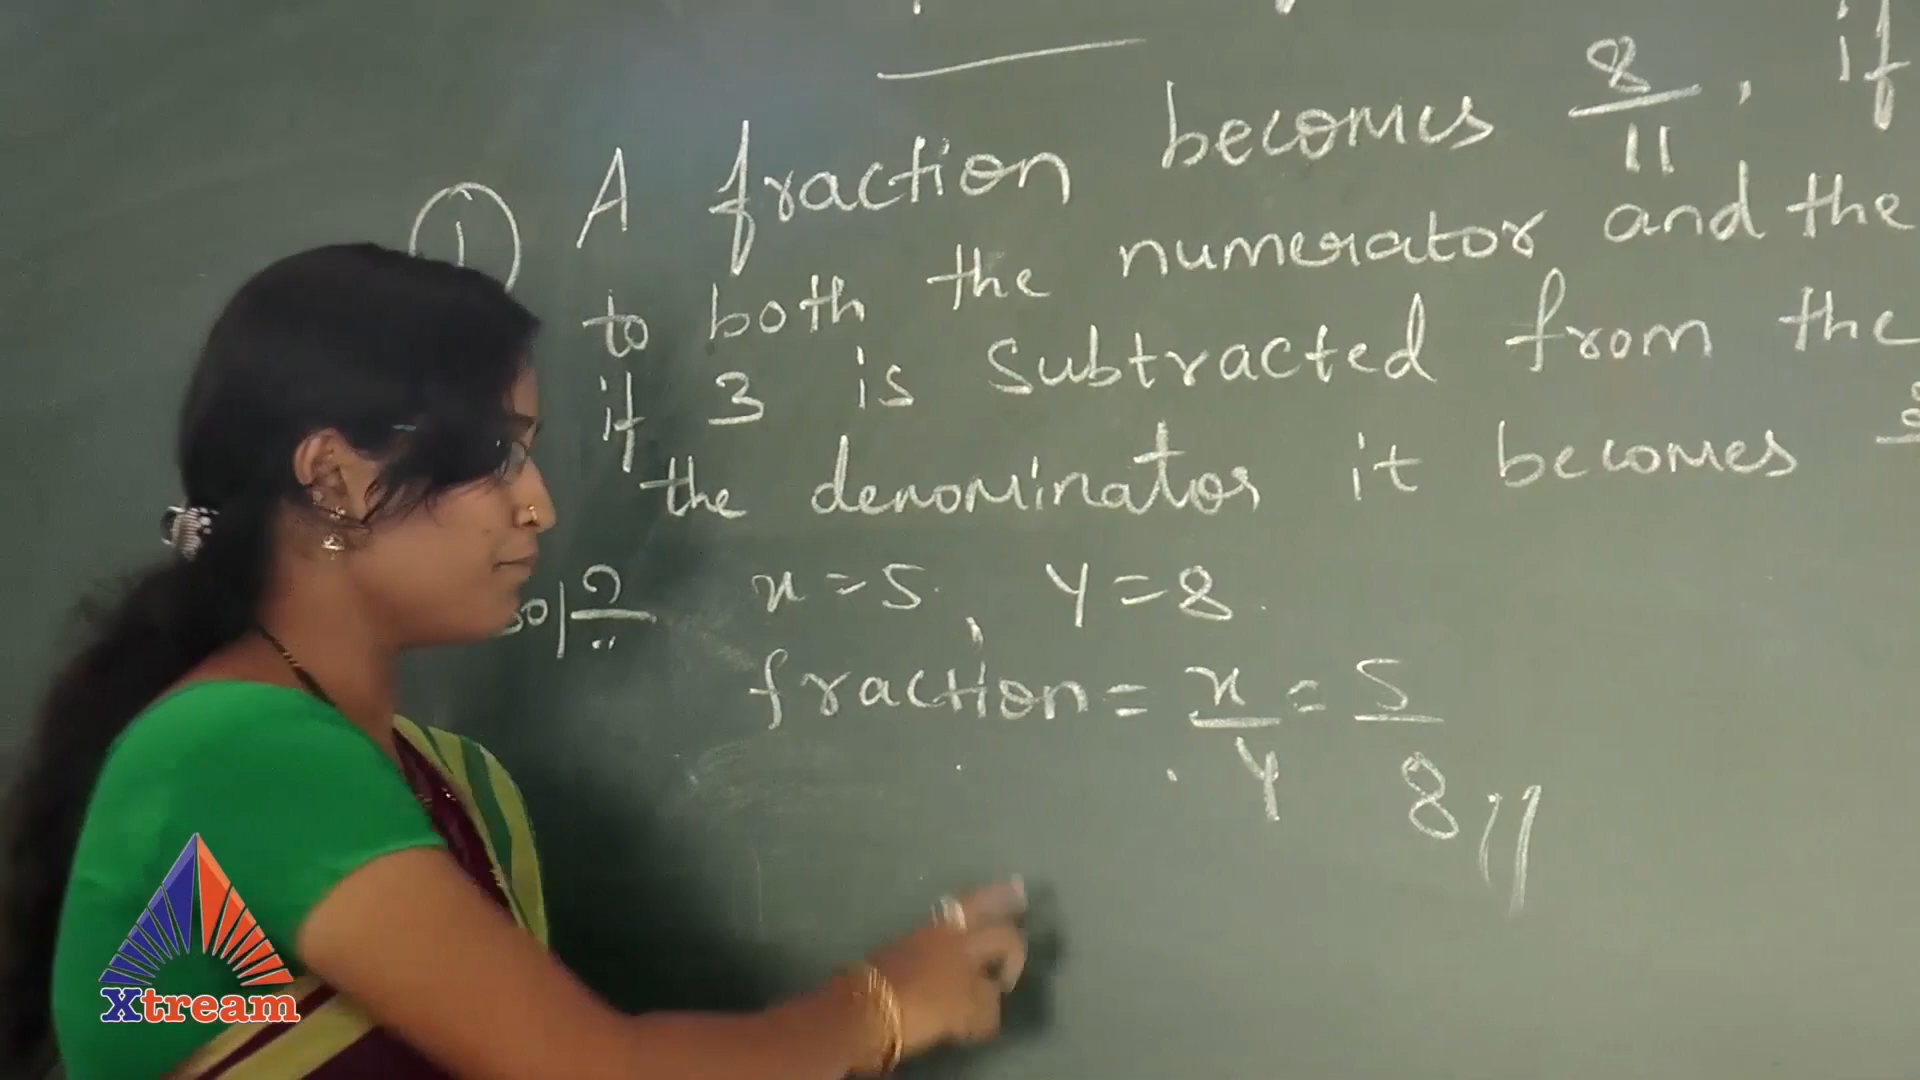 ① A fraction becomes 8/11, if
to both the numerator and the
if 3 is subtracted from the
the denominator it becomes
x = 5, y = 8.
fraction = x/y = 5/8 //
Xtream